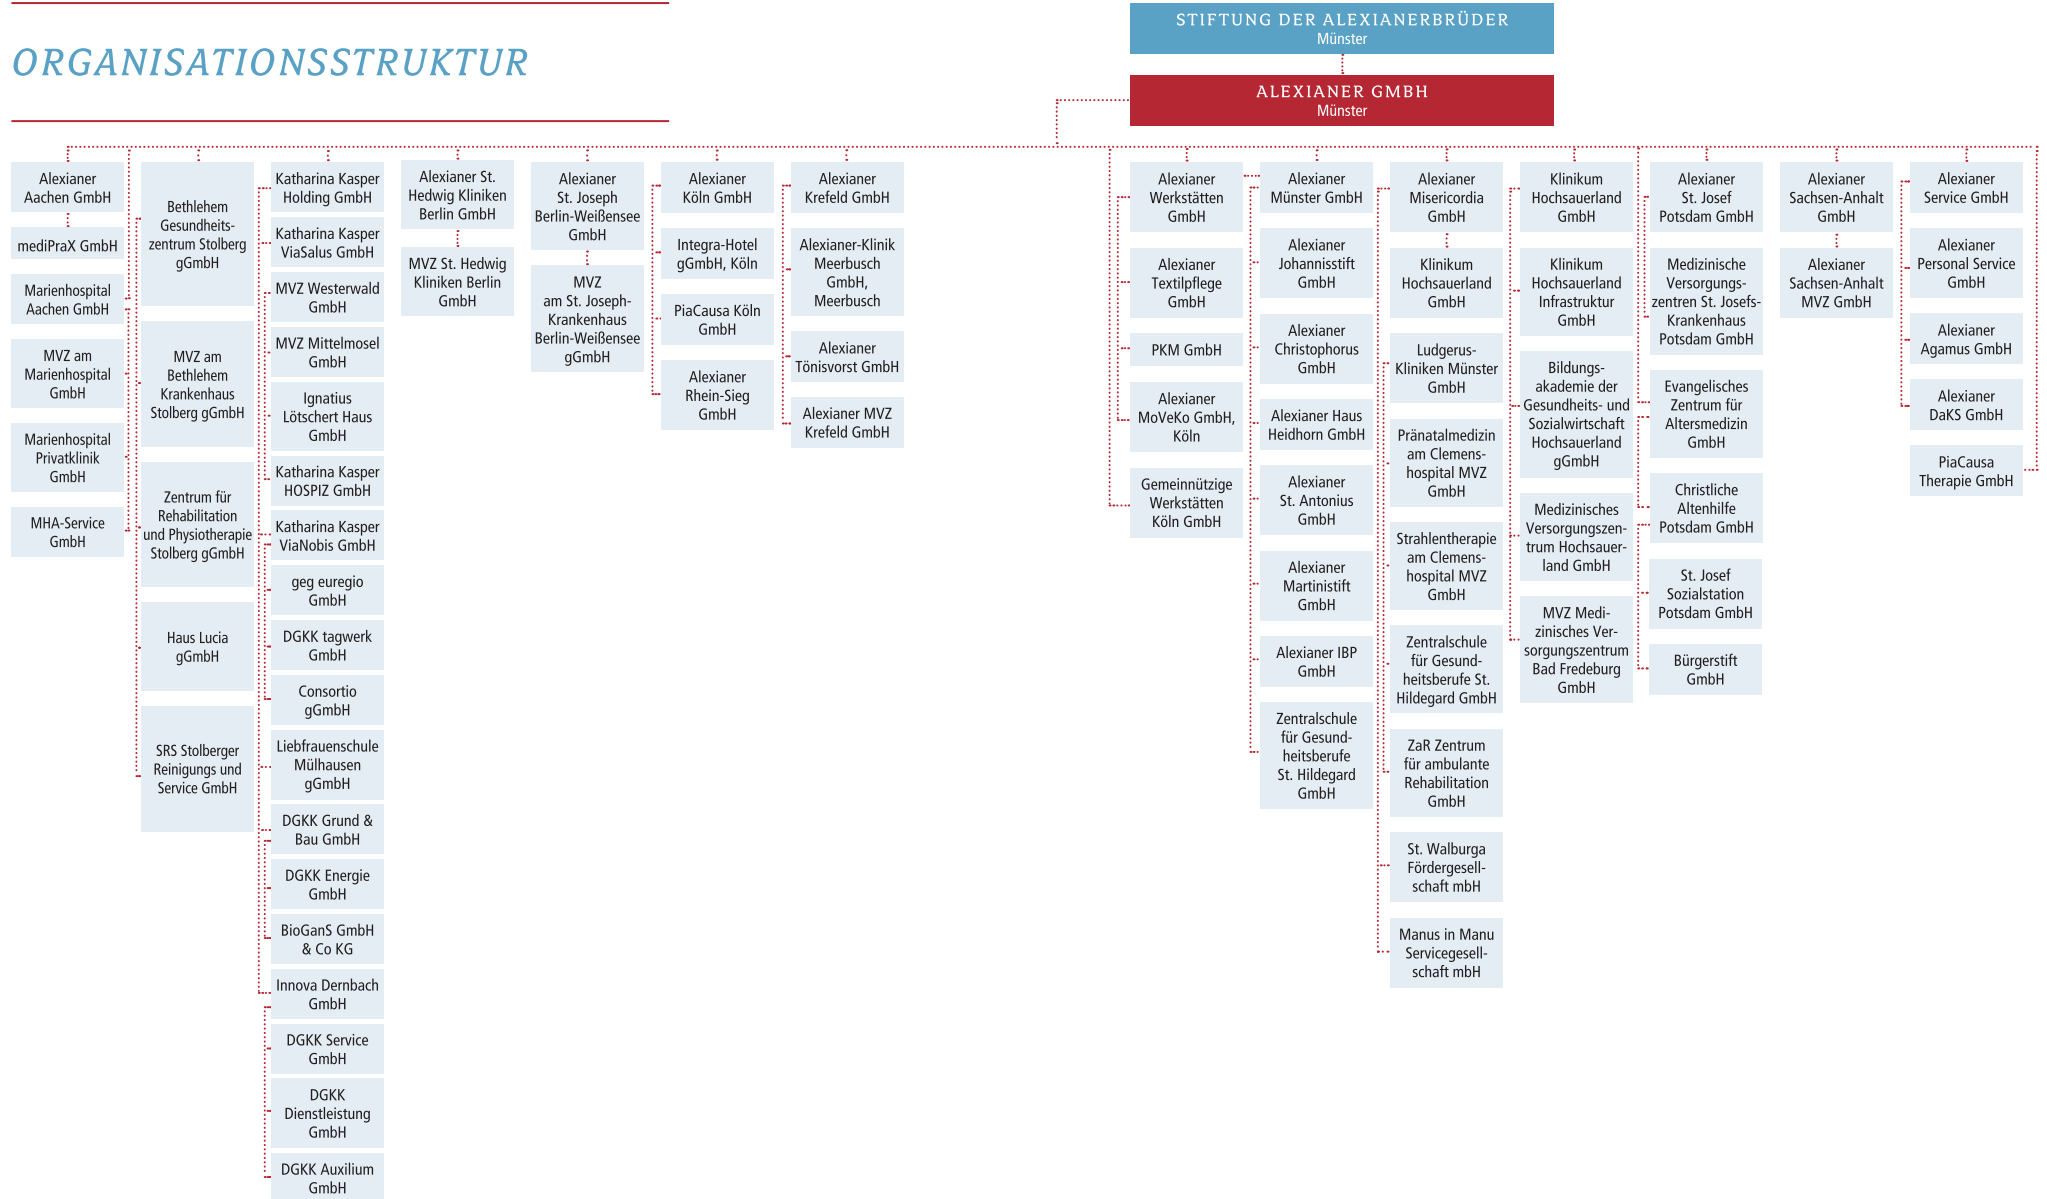 ORGANISATIONSSTRUKTUR
STIFTUNG DER ALEXIANERBRÜDER
Münster
ALEXIANER GMBH
Münster
Alexianer
Aachen GmbH
mediPraX GmbH
Marienhospital
Aachen GmbH
MVZ am
Marienhospital
GmbH
Marienhospital
Privatklinik
GmbH
MHA-Service
GmbH
Bethlehem
Gesundheits-
zentrum Stolberg
gGmbH
MVZ am
Bethlehem
Krankenhaus
Stolberg gGmbH
Zentrum für
Rehabilitation
und Physiotherapie
Stolberg gGmbH
Haus Lucia
gGmbH
SRS Stolberger
Reinigungs und
Service GmbH
Katharina Kasper
Holding GmbH
Katharina Kasper
ViaSalus GmbH
MVZ Westerwald
GmbH
MVZ Mittelmosel
GmbH
Ignatius
Lötschert Haus
GmbH
Katharina Kasper
HOSPIZ GmbH
Katharina Kasper
ViaNobis GmbH
geg euregio
GmbH
DGKK tagwerk
GmbH
Consortio
gGmbH
Liebfrauenschule
Mülhausen
gGmbH
DGKK Grund &
Bau GmbH
DGKK Energie
GmbH
BioGanS GmbH
& Co KG
Innova Dernbach
GmbH
DGKK Service
GmbH
DGKK
Dienstleistung
GmbH
DGKK Auxilium
GmbH
Alexianer St.
Hedwig Kliniken
Berlin GmbH
MVZ St. Hedwig
Kliniken Berlin
GmbH
Alexianer
St. Joseph
Berlin-Weißensee
GmbH
MVZ
am St. Joseph-
Krankenhaus
Berlin-Weißensee
gGmbH
Alexianer
Köln GmbH
Integra-Hotel
gGmbH, Köln
PiaCausa Köln
GmbH
Alexianer
Rhein-Sieg
GmbH
Alexianer
Krefeld GmbH
Alexianer-Klinik
Meerbusch
GmbH,
Meerbusch
Alexianer
Tönisvorst GmbH
Alexianer MVZ
Krefeld GmbH
Alexianer
Werkstätten
GmbH
Alexianer
Textilpflege
GmbH
PKM GmbH
Alexianer
MoVeKo GmbH,
Köln
Gemeinnützige
Werkstätten
Köln GmbH
Alexianer
Münster GmbH
Alexianer
Johannisstift
GmbH
Alexianer
Christophorus
GmbH
Alexianer Haus
Heidhorn GmbH
Alexianer
St. Antonius
GmbH
Alexianer
Martinistift
GmbH
Alexianer IBP
GmbH
Zentralschule
für Gesund-
heitsberufe
St. Hildegard
GmbH
Alexianer
Misericordia
GmbH
Klinikum
Hochsauerland
GmbH
Ludgerus-
Kliniken Münster
GmbH
Pränatalmedizin
am Clemens-
hospital MVZ
GmbH
Strahlentherapie
am Clemens-
hospital MVZ
GmbH
Zentralschule
für Gesund-
heitsberufe St.
Hildegard GmbH
ZaR Zentrum
für ambulante
Rehabilitation
GmbH
St. Walburga
Fördergesell-
schaft mbH
Manus in Manu
Servicegesell-
schaft mbH
Klinikum
Hochsauerland
GmbH
Klinikum
Hochsauerland
Infrastruktur
GmbH
Bildungs-
akademie der
Gesundheits- und
Sozialwirtschaft
Hochsauerland
gGmbH
Medizinisches
Versorgungszen-
trum Hochsauer-
land GmbH
MVZ Medi-
zinisches Ver-
sorgungszentrum
Bad Fredeburg
GmbH
Alexianer
St. Josef
Potsdam GmbH
Medizinische
Versorgungs-
zentren St. Josefs-
Krankenhaus
Potsdam GmbH
Evangelisches
Zentrum für
Altersmedizin
GmbH
Christliche
Altenhilfe
Potsdam GmbH
St. Josef
Sozialstation
Potsdam GmbH
Bürgerstift
GmbH
Alexianer
Sachsen-Anhalt
GmbH
Alexianer
Sachsen-Anhalt
MVZ GmbH
Alexianer
Service GmbH
Alexianer
Personal Service
GmbH
Alexianer
Agamus GmbH
Alexianer
DaKS GmbH
PiaCausa
Therapie GmbH